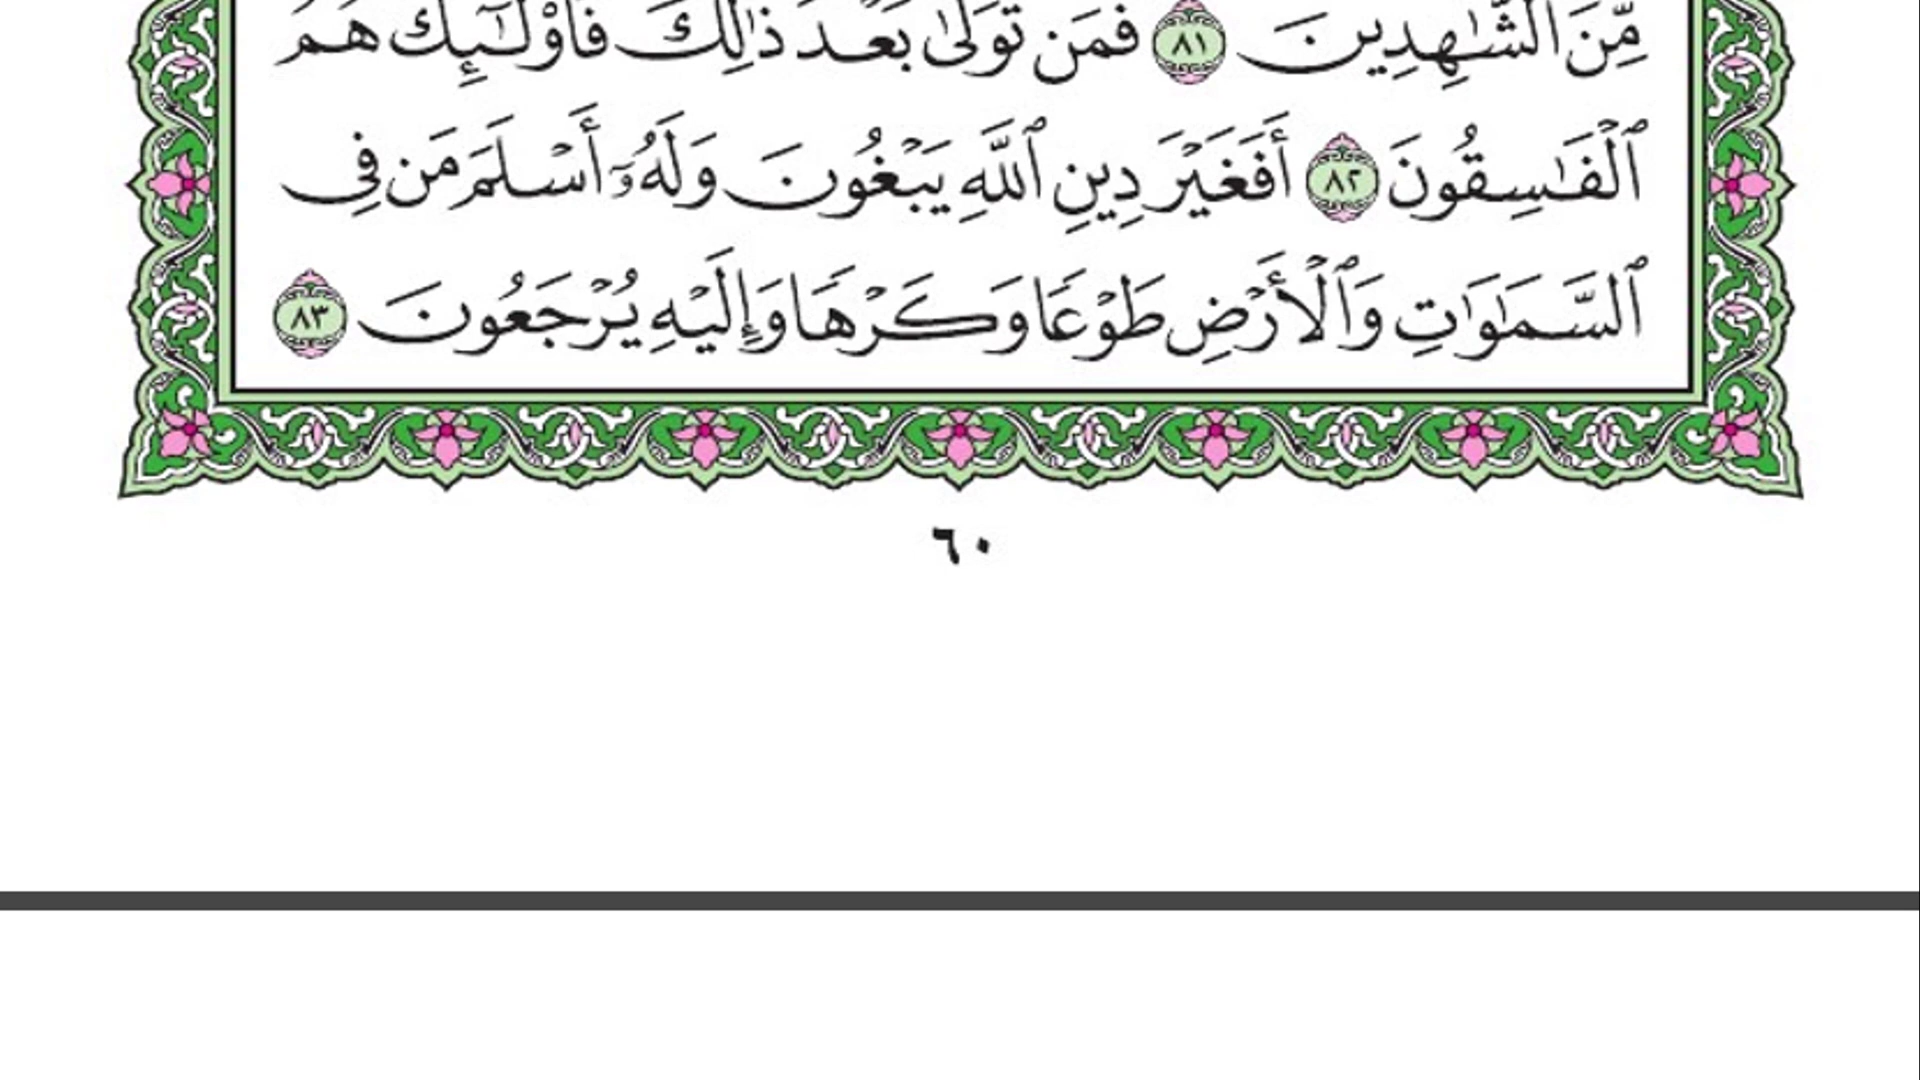 مِّنَ ٱلشَّٰهِدِينَ ٨١ فَمَن تَوَلَّىٰ بَعۡدَ ذَٰلِكَ فَأُوْلَٰٓئِكَ هُمُ
ٱلۡفَٰسِقُونَ ٨٢ أَفَغَيۡرَ دِينِ ٱللَّهِ يَبۡغُونَ وَلَهُۥٓ أَسۡلَمَ مَن فِي
ٱلسَّمَٰوَٰتِ وَٱلۡأَرۡضِ طَوۡعٗا وَكَرۡهٗا وَإِلَيۡهِ يُرۡجَعُونَ ٨٣
٦٠